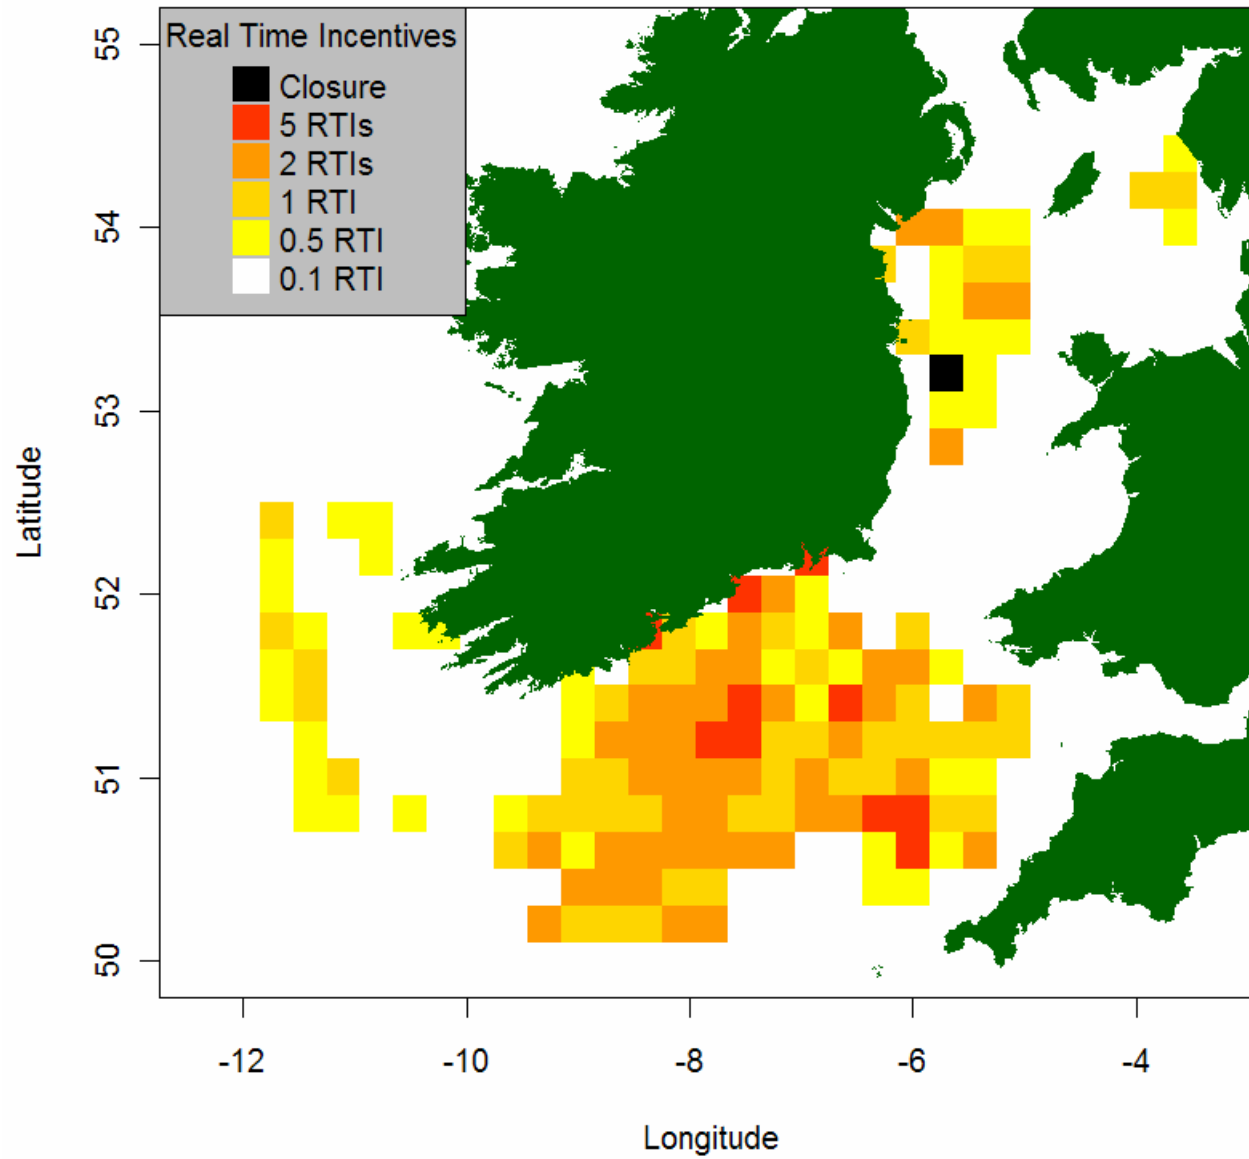 Real Time Incentives
Closure
5 RTIs
2 RTIs
1 RTI
0.5 RTI
0.1 RTI
55
54
53
52
51
50
Latitude
-12 -10 -8 -6 -4
Longitude